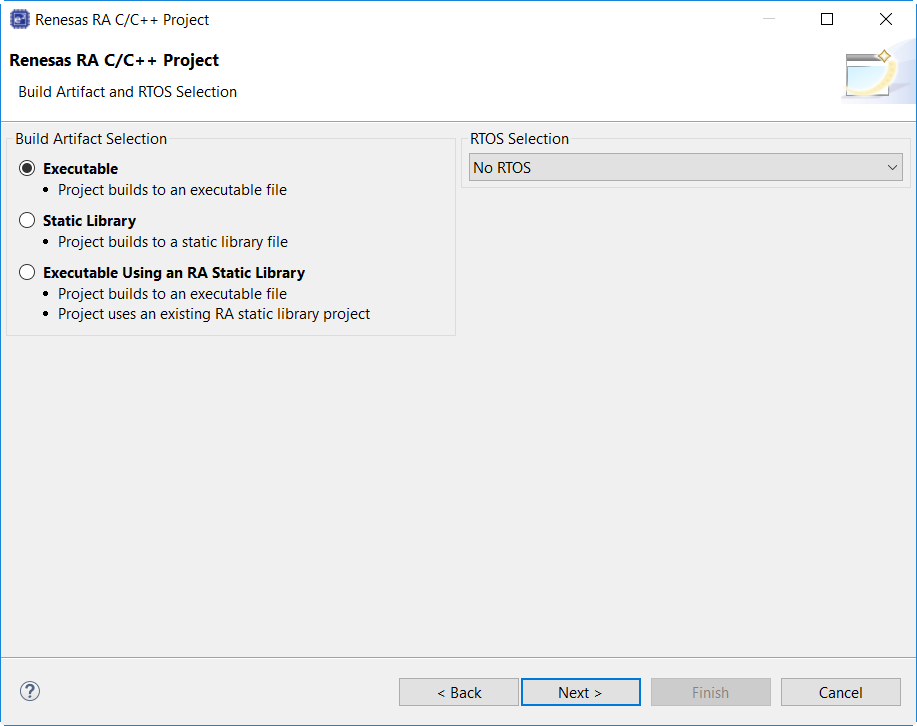 Renesas RA C/C++ Project
Renesas RA C/C++ Project
Build Artifact and RTOS Selection
Build Artifact Selection
Executable
• Project builds to an executable file
Static Library
• Project builds to a static library file
Executable Using an RA Static Library
• Project builds to an executable file
• Project uses an existing RA static library project
RTOS Selection
No RTOS
?
< Back
Next >
Finish
Cancel